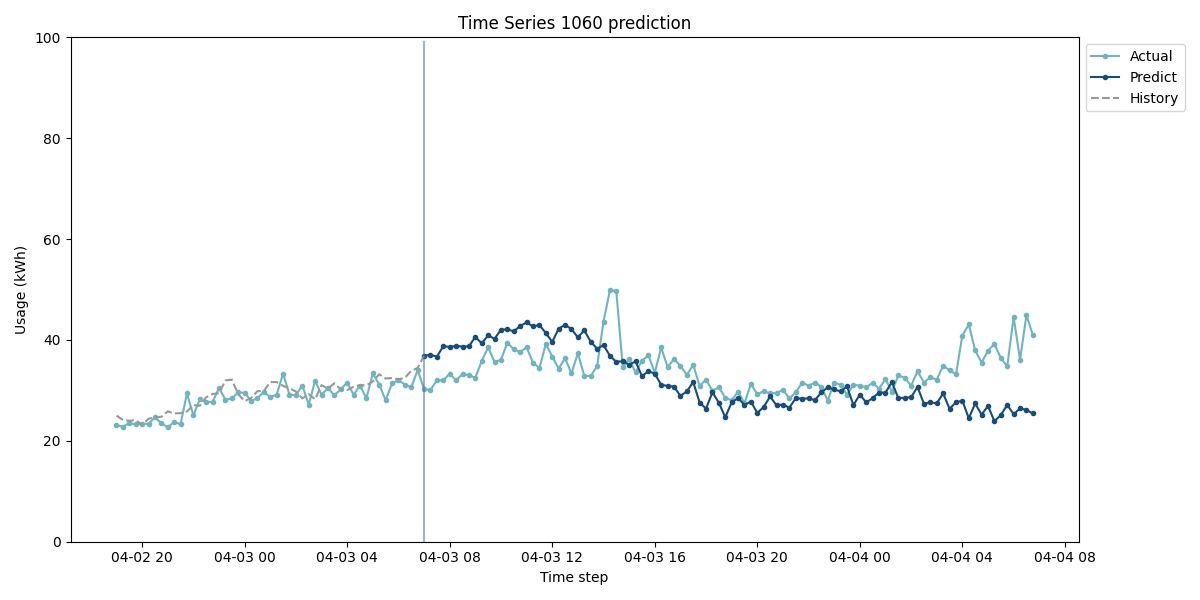 Time Series 1060 prediction
100
80
60
40
20
0
Usage (kWh)
04-02 20
04-03 00
04-03 04
04-03 08
04-03 12
04-03 16
04-03 20
04-04 00
04-04 04
04-04 08
Time step
Actual
Predict
History